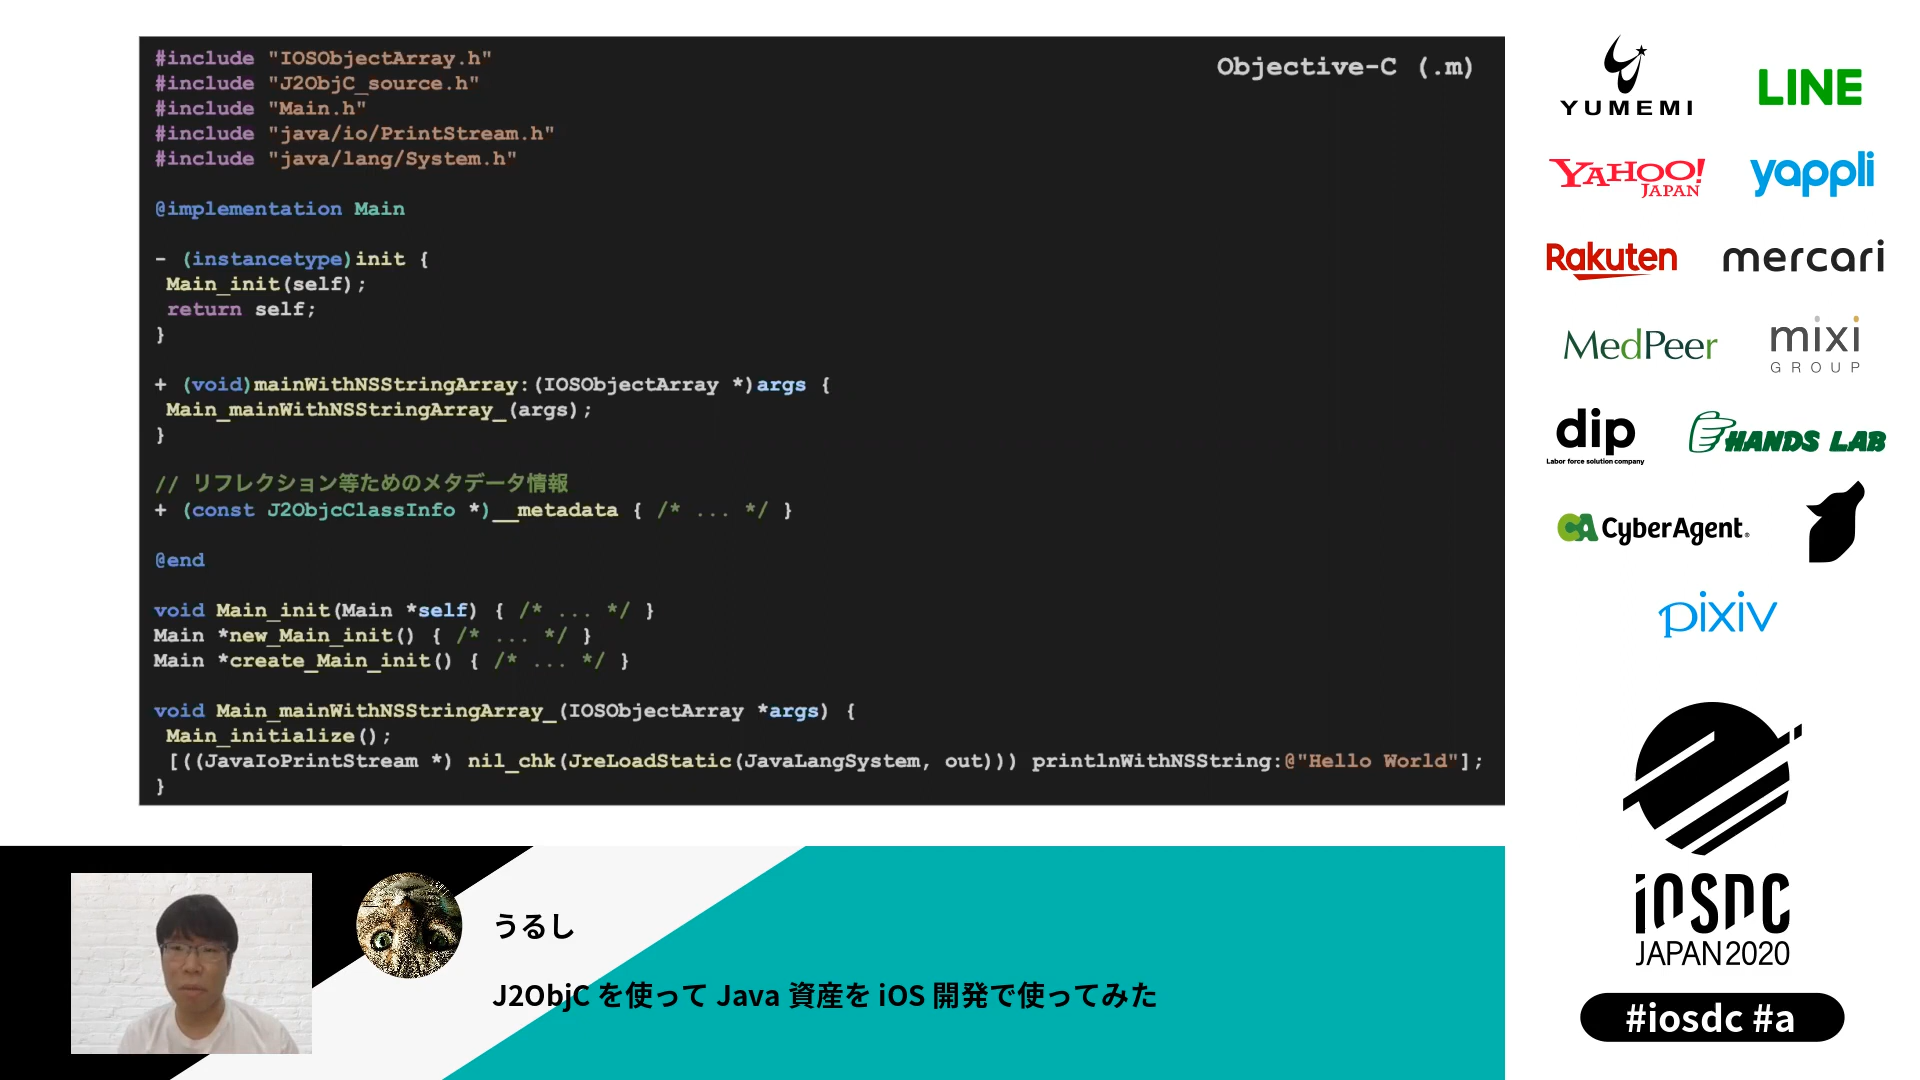 #include "IOSObjectArray.h"
#include "J2ObjC_source.h"
#include "Main.h"
#include "java/io/PrintStream.h"
#include "java/lang/System.h"
Objective-C (.m)
@implementation Main
- (instancetype)init {
Main_init(self);
return self;
}
+ (void)mainWithNSStringArray:(IOSObjectArray *)args {
Main_mainWithNSStringArray_(args);
}
// リフレクション等ためのメタデータ情報
+ (const J2ObjcClassInfo *)__metadata { /* ... */ }
@end
void Main_init(Main *self) { /* ... */ }
Main *new_Main_init() { /* ... */ }
Main *create_Main_init() { /* ... */ }
void Main_mainWithNSStringArray_(IOSObjectArray *args) {
Main_initialize();
[((JavaIoPrintStream *) nil_chk(JreLoadStatic(JavaLangSystem, out))) printlnWithNSString:@"Hello World"];
}
うるし
J2ObjC を使って Java 資産を iOS 開発で使ってみた
YUMEMI
LINE
YAHOO!
JAPAN
yappli
Rakuten
mercari
MedPeer
mixi
GROUP
dip
Labor force solution company
HANDS LAB
CA CyberAgent
pixiv
iOSDC
JAPAN 2020
#iosdc #a